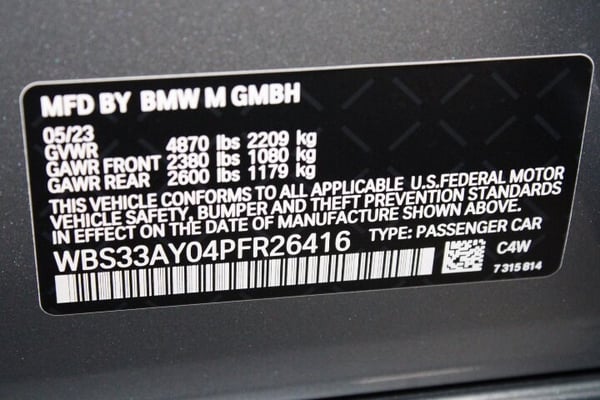 MFD BY BMW M GMBH
05/23
GVWR 4870 lbs 2209 kg
GAWR FRONT 2380 lbs 1080 kg
GAWR REAR 2600 lbs 1179 kg
THIS VEHICLE CONFORMS TO ALL APPLICABLE U.S.FEDERAL MOTOR
VEHICLE SAFETY, BUMPER AND THEFT PREVENTION STANDARDS
IN EFFECT ON THE DATE OF MANUFACTURE SHOWN ABOVE.
WBS33AY04PFR26416 TYPE: PASSENGER CAR
C4W
7 315 814